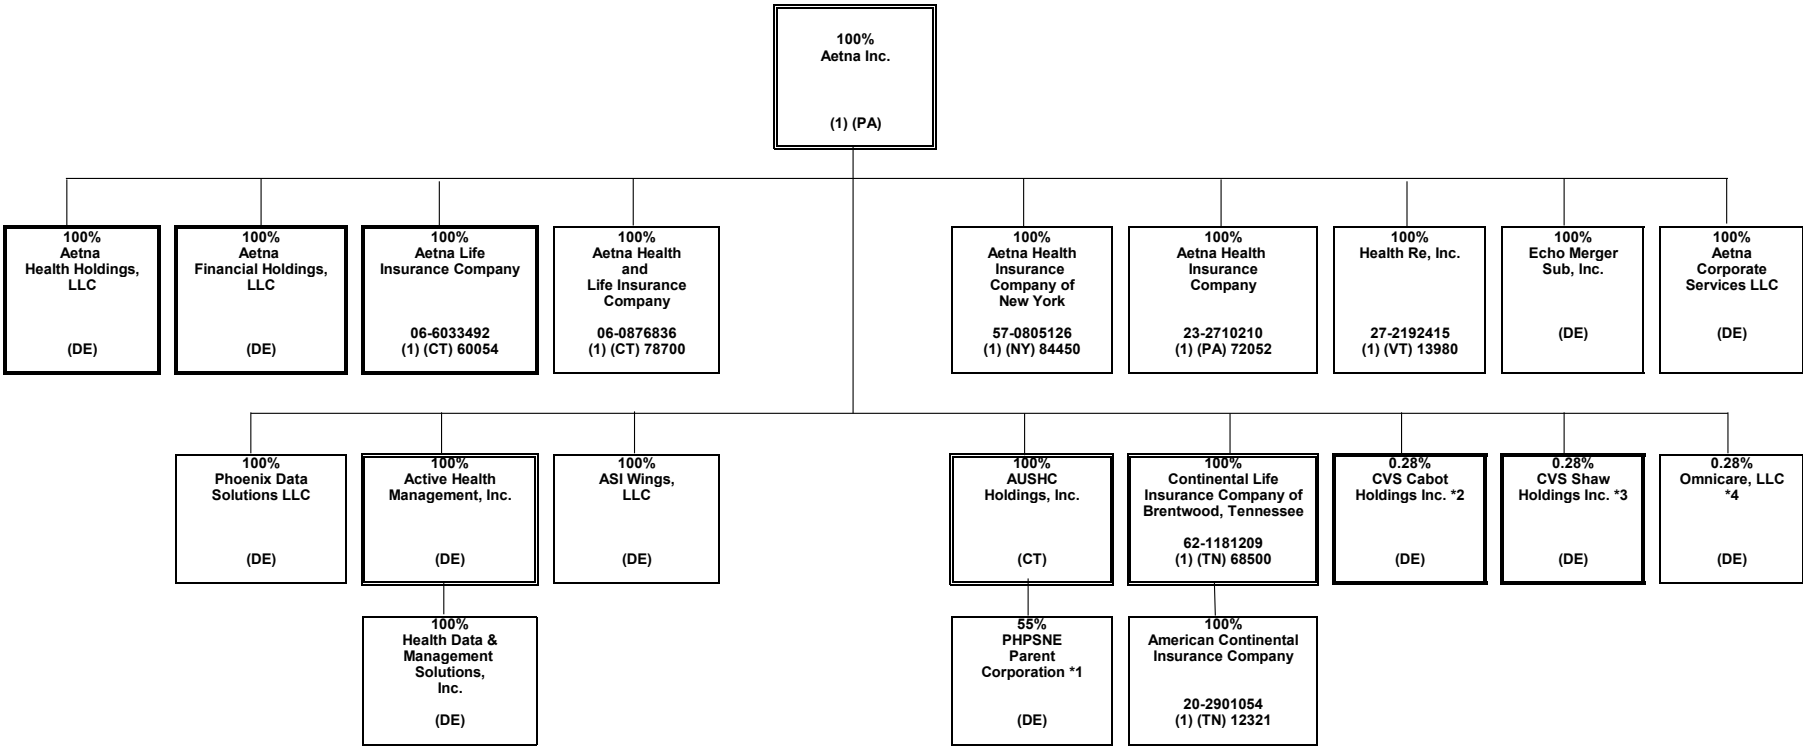 100%
Aetna Inc.
(1) (PA)
100%
Aetna
Health Holdings,
LLC
(DE)
100%
Aetna
Financial Holdings,
LLC
(DE)
100%
Aetna Life
Insurance Company
06-6033492
(1) (CT) 60054
100%
Aetna Health
and
Life Insurance
Company
06-0876836
(1) (CT) 78700
100%
Aetna Health
Insurance
Company of
New York
57-0805126
(1) (NY) 84450
100%
Aetna Health
Insurance
Company
23-2710210
(1) (PA) 72052
100%
Health Re, Inc.
27-2192415
(1) (VT) 13980
100%
Echo Merger
Sub, Inc.
(DE)
100%
Aetna
Corporate
Services LLC
(DE)
100%
Phoenix Data
Solutions LLC
(DE)
100%
Active Health
Management, Inc.
(DE)
100%
ASI Wings,
LLC
(DE)
100%
AUSHC
Holdings, Inc.
(CT)
100%
Continental Life
Insurance Company of
Brentwood, Tennessee
62-1181209
(1) (TN) 68500
0.28%
CVS Cabot
Holdings Inc. *2
(DE)
0.28%
CVS Shaw
Holdings Inc. *3
(DE)
0.28%
Omnicare, LLC
*4
(DE)
100%
Health Data &
Management
Solutions,
Inc.
(DE)
55%
PHPSNE
Parent
Corporation *1
(DE)
100%
American Continental
Insurance Company
20-2901054
(1) (TN) 12321